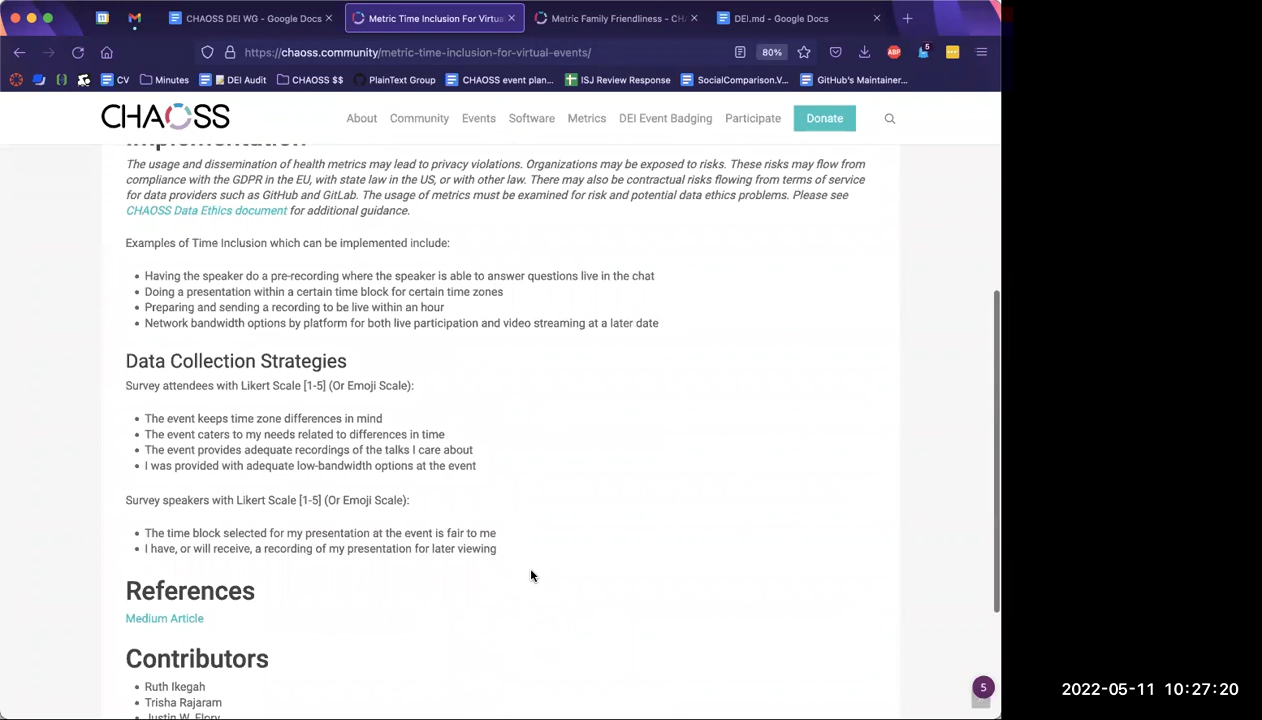 CHAOSS DEI WG - Google Docs
Metric Time Inclusion For Virtua
Metric Family Friendliness - CHA
DEI.md - Google Docs
https://chaoss.community/metric-time-inclusion-for-virtual-events/
80%
ABP
5
CV
Minutes
DEI Audit
CHAOSS $$
PlainText Group
CHAOSS event plan...
ISJ Review Response
SocialComparison.V...
GitHub's Maintainer...
CHAOSS
About
Community
Events
Software
Metrics
DEI Event Badging
Participate
Donate
Implementation
The usage and dissemination of health metrics may lead to privacy violations. Organizations may be exposed to risks. These risks may flow from
compliance with the GDPR in the EU, with state law in the US, or with other law. There may also be contractual risks flowing from terms of service
for data providers such as GitHub and GitLab. The usage of metrics must be examined for risk and potential data ethics problems. Please see
CHAOSS Data Ethics document for additional guidance.
Examples of Time Inclusion which can be implemented include:
• Having the speaker do a pre-recording where the speaker is able to answer questions live in the chat
• Doing a presentation within a certain time block for certain time zones
• Preparing and sending a recording to be live within an hour
• Network bandwidth options by platform for both live participation and video streaming at a later date
Data Collection Strategies
Survey attendees with Likert Scale [1-5] (Or Emoji Scale):
• The event keeps time zone differences in mind
• The event caters to my needs related to differences in time
• The event provides adequate recordings of the talks I care about
• I was provided with adequate low-bandwidth options at the event
Survey speakers with Likert Scale [1-5] (Or Emoji Scale):
• The time block selected for my presentation at the event is fair to me
• I have, or will receive, a recording of my presentation for later viewing
References
Medium Article
Contributors
• Ruth Ikegah
• Trisha Rajaram
• Justin W. Flory
5
2022-05-11 10:27:20